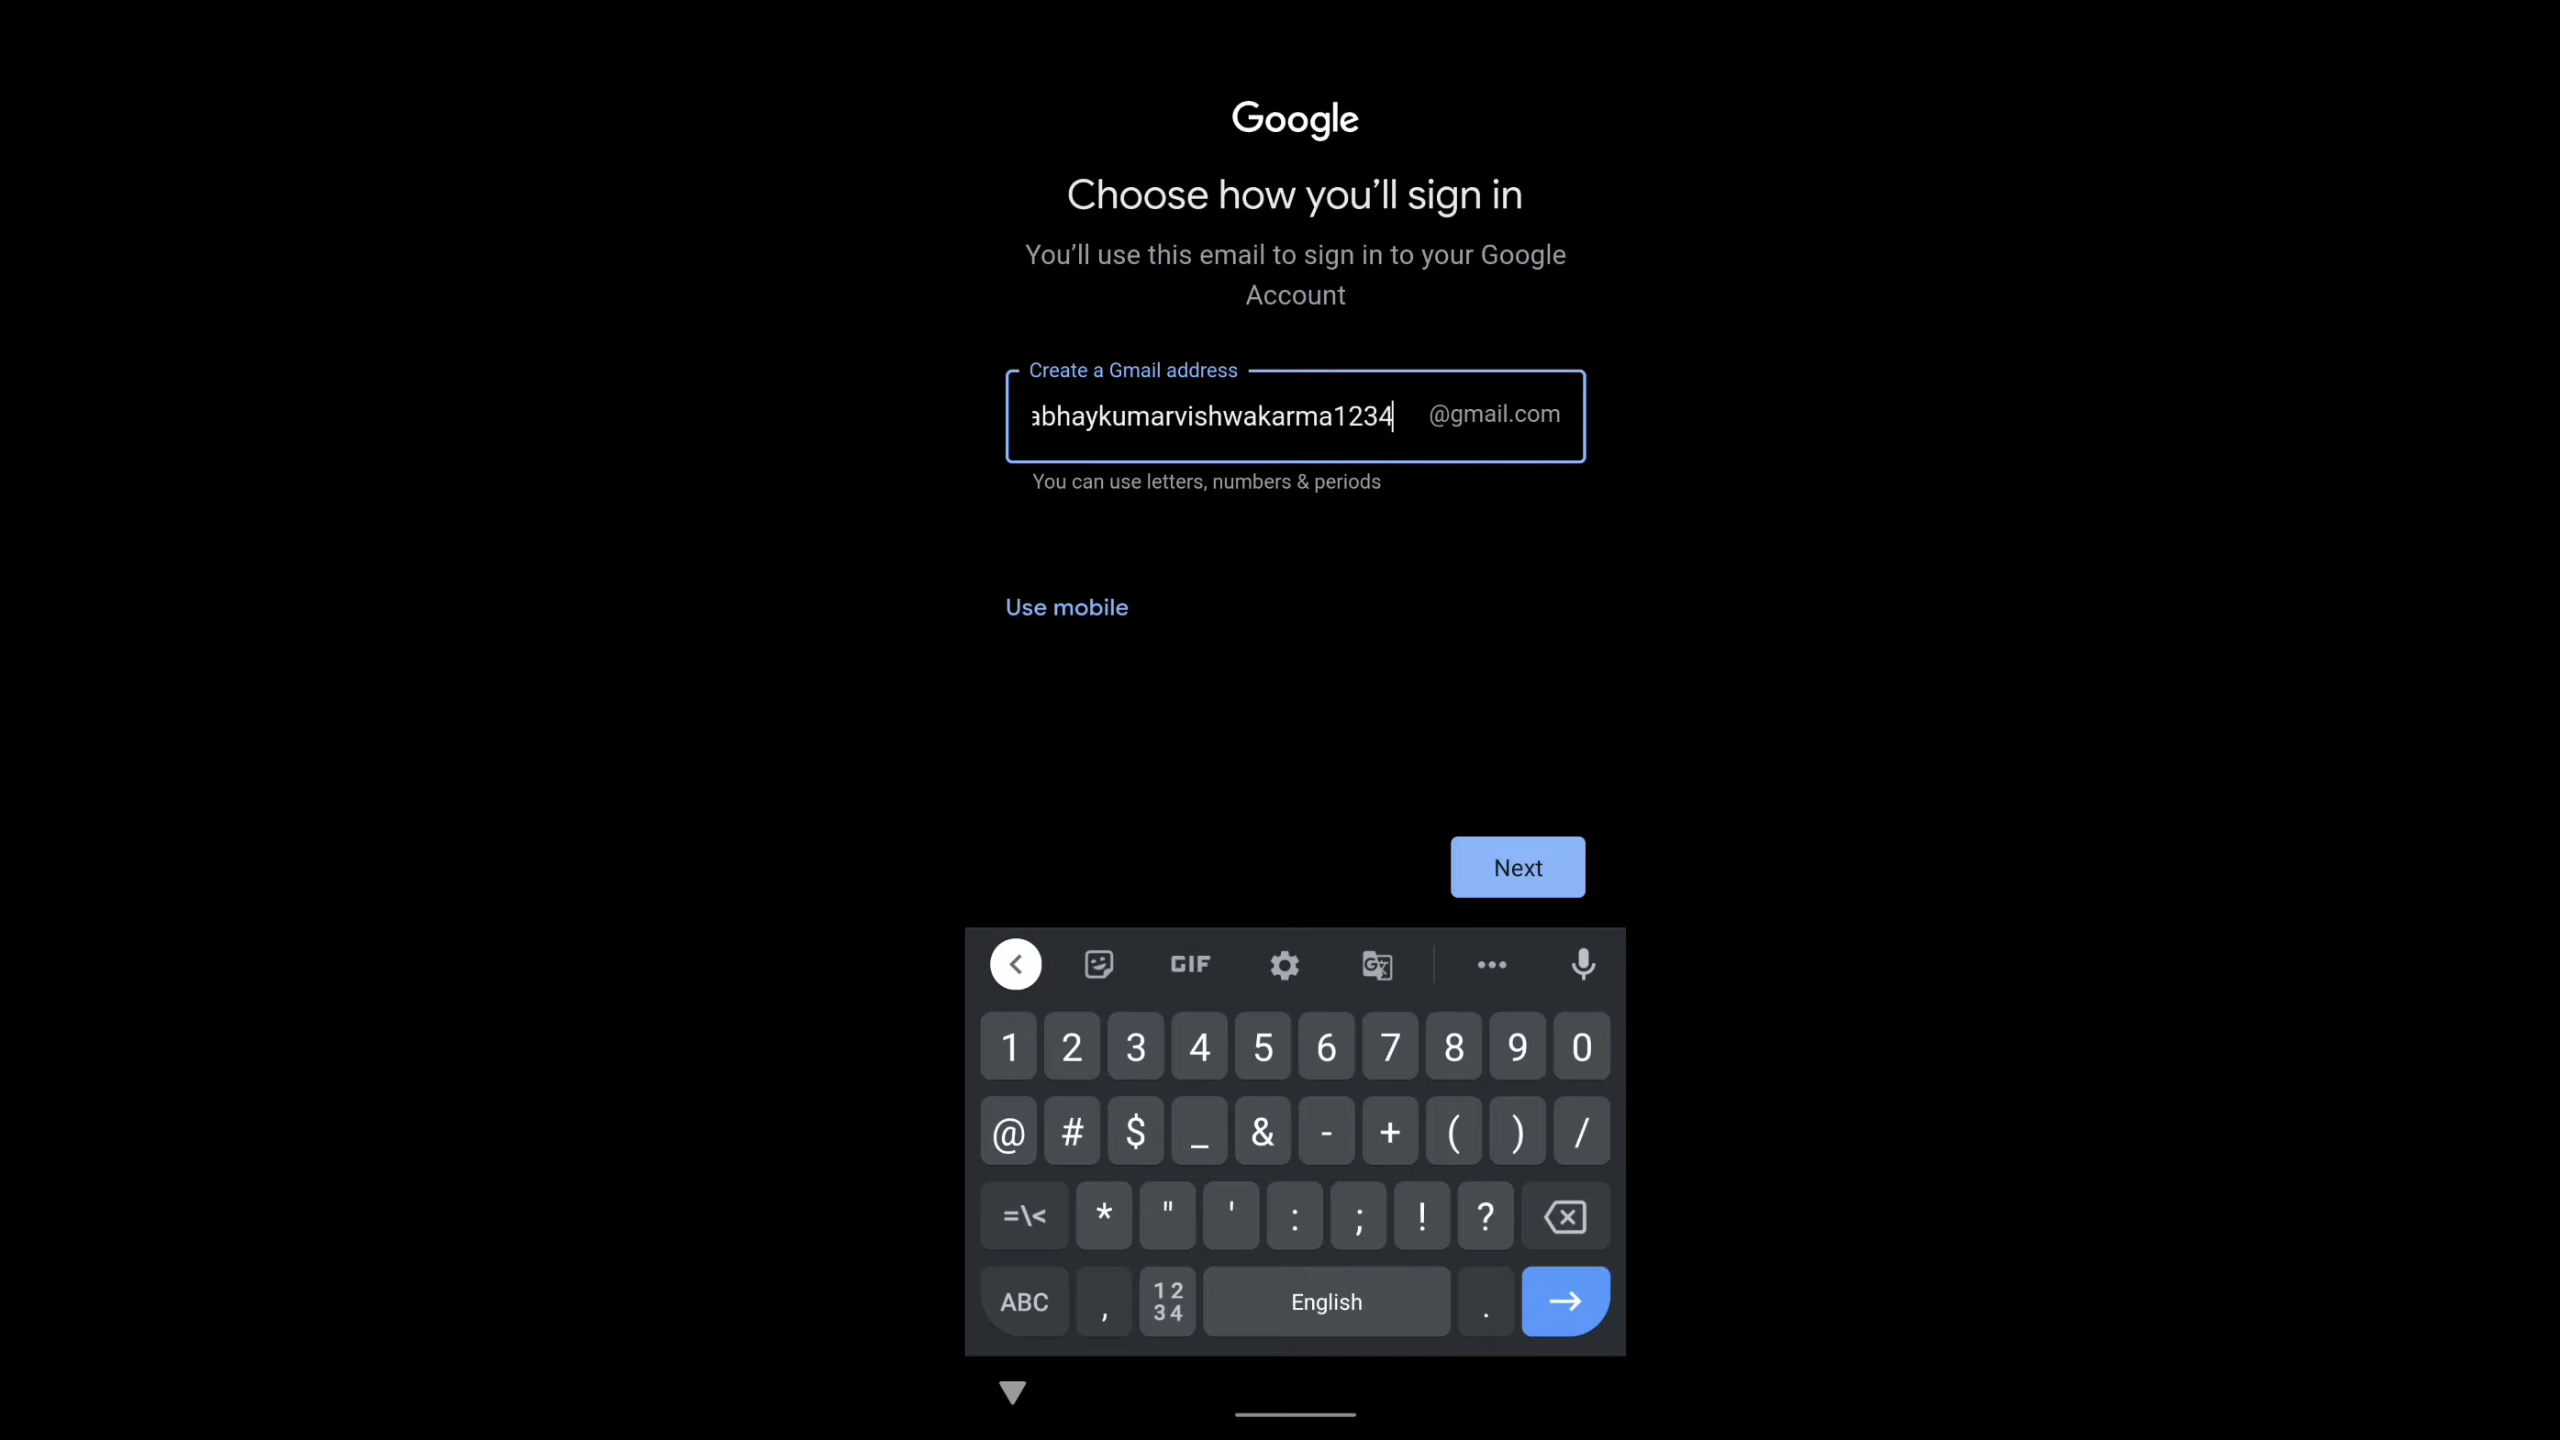 Google
Choose how you’ll sign in
You’ll use this email to sign in to your Google
Account
Create a Gmail address
abhaykumarvishwakarma1234 @gmail.com
You can use letters, numbers & periods
Use mobile
Next
GIF
1 2 3 4 5 6 7 8 9 0
@ # $ _ & - + ( ) /
=\< * " ' : ; ! ?
ABC , 12 English .
34